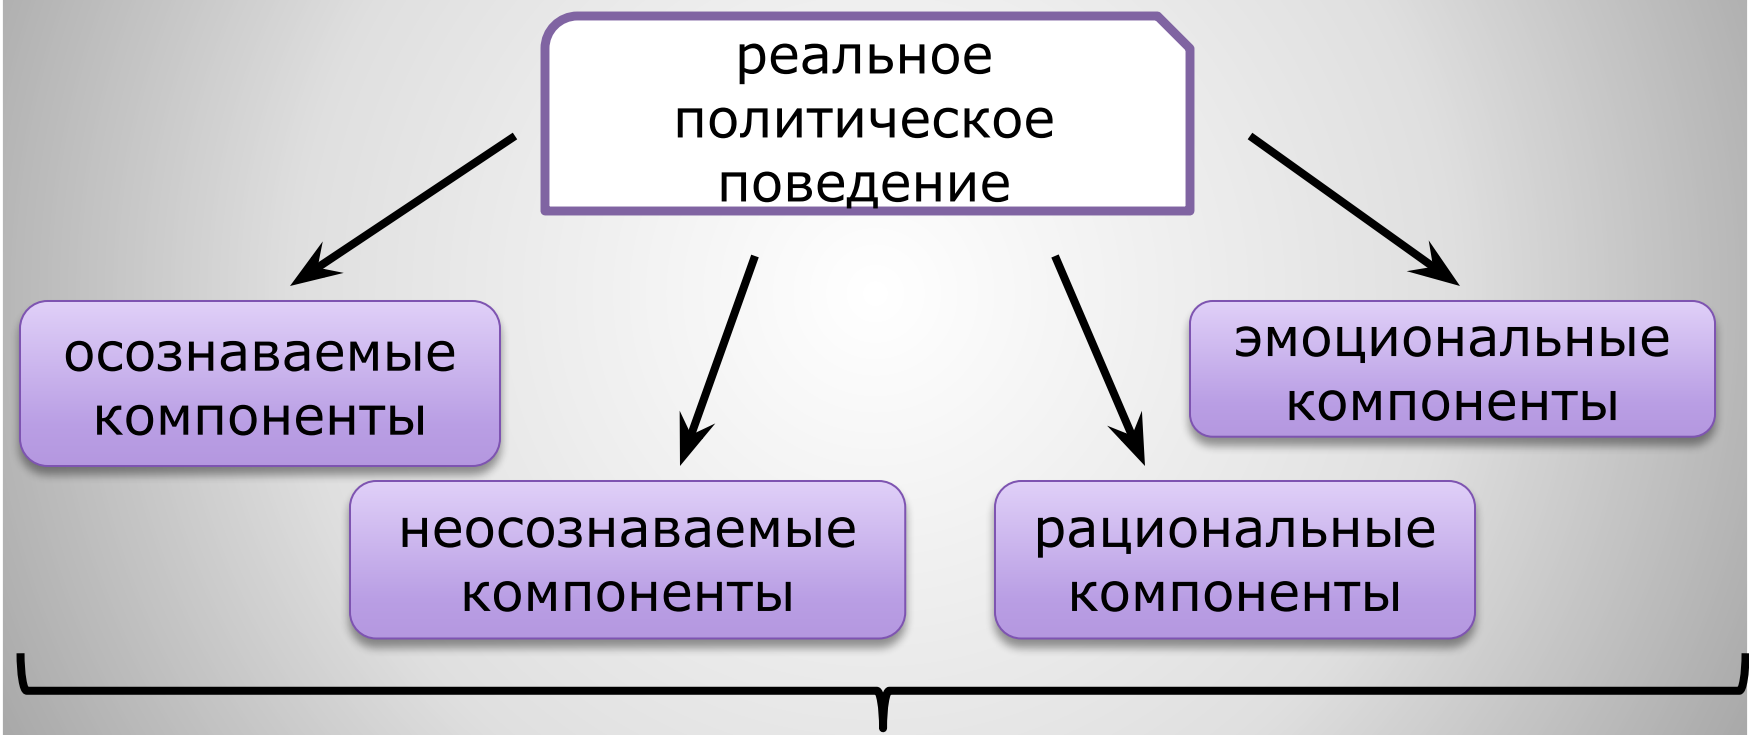 реальное
политическое
поведение
осознаваемые
компоненты
эмоциональные
компоненты
неосознаваемые
компоненты
рациональные
компоненты